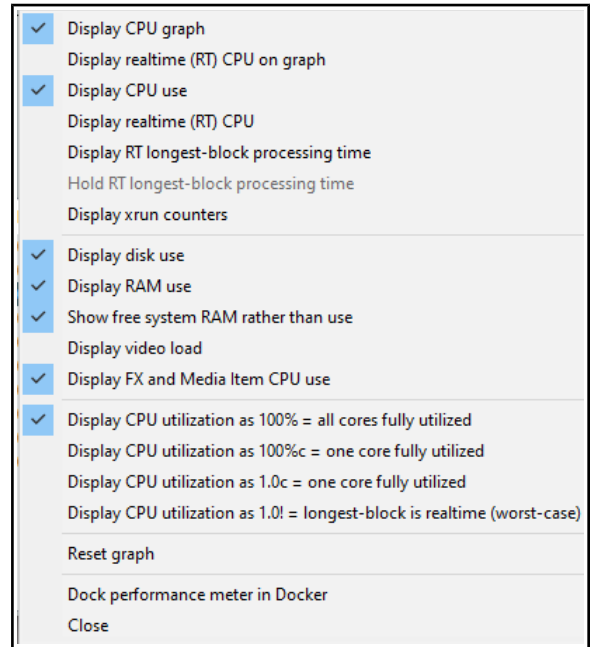 Display CPU graph
Display realtime (RT) CPU on graph
Display CPU use
Display realtime (RT) CPU
Display RT longest-block processing time
Hold RT longest-block processing time
Display xrun counters
Display disk use
Display RAM use
Show free system RAM rather than use
Display video load
Display FX and Media Item CPU use
Display CPU utilization as 100% = all cores fully utilized
Display CPU utilization as 100%c = one core fully utilized
Display CPU utilization as 1.0c = one core fully utilized
Display CPU utilization as 1.0! = longest-block is realtime (worst-case)
Reset graph
Dock performance meter in Docker
Close